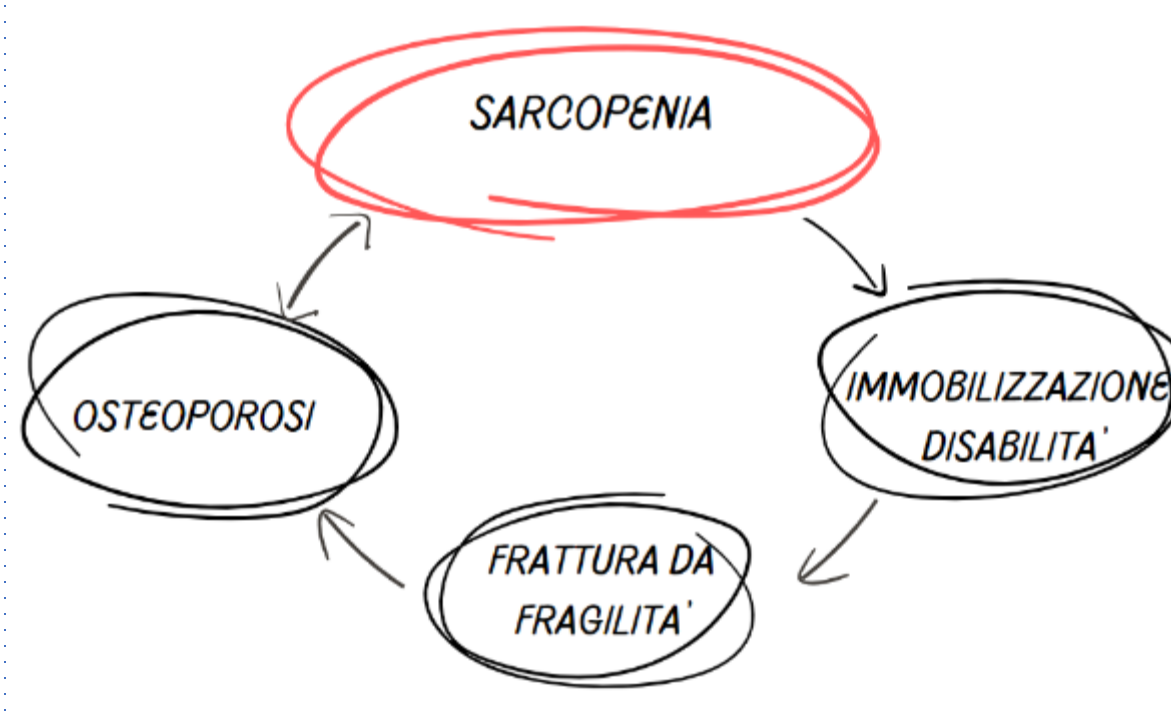 SARCOPENIA
OSTEOPOROSI
IMMOBILIZZAZIONE
DISABILITA'
FRATTURA DA
FRAGILITA'